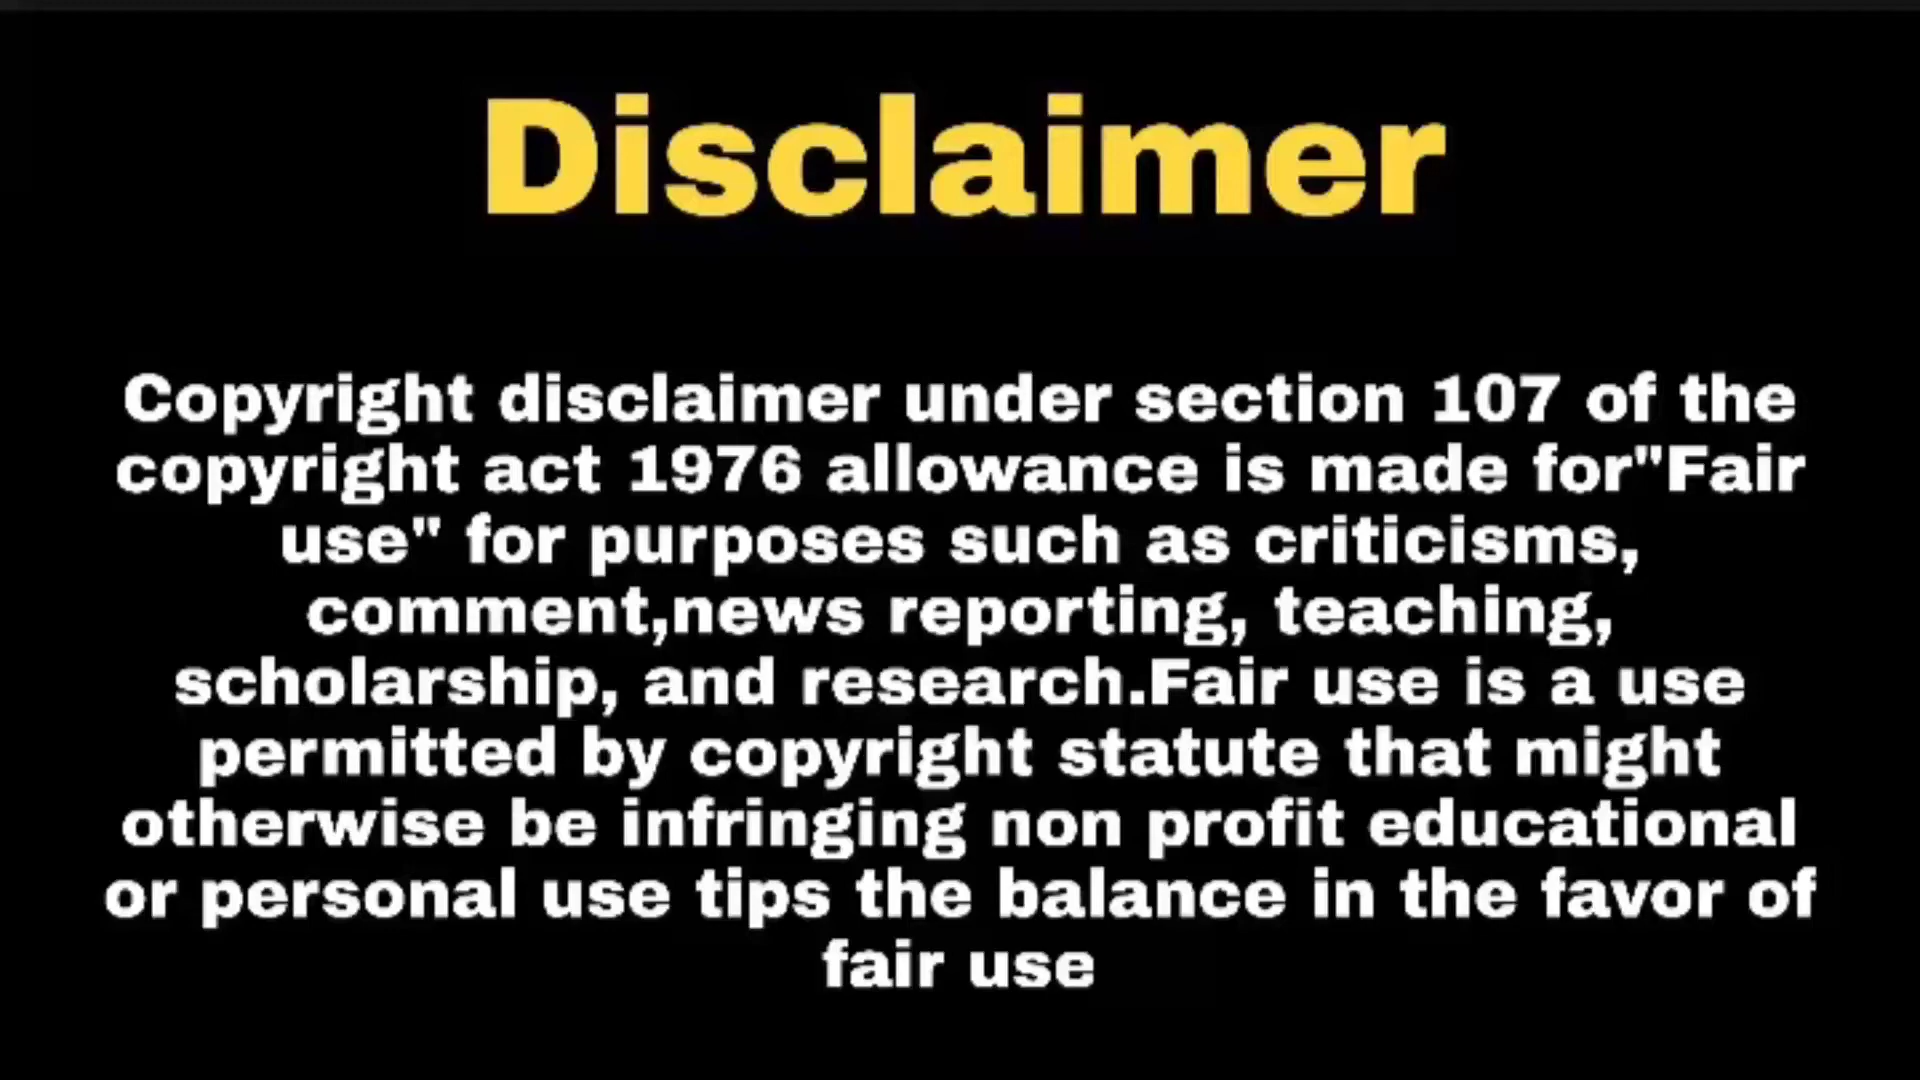 Disclaimer
Copyright disclaimer under section 107 of the
copyright act 1976 allowance is made for"Fair
use" for purposes such as criticisms,
comment,news reporting, teaching,
scholarship, and research.Fair use is a use
permitted by copyright statute that might
otherwise be infringing non profit educational
or personal use tips the balance in the favor of
fair use